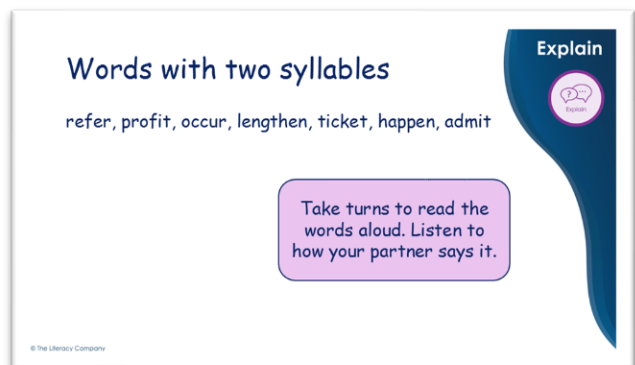 Explain
Words with two syllables
Explain
refer, profit, occur, lengthen, ticket, happen, admit
Take turns to read the
words aloud. Listen to
how your partner says it.
© The Literacy Company